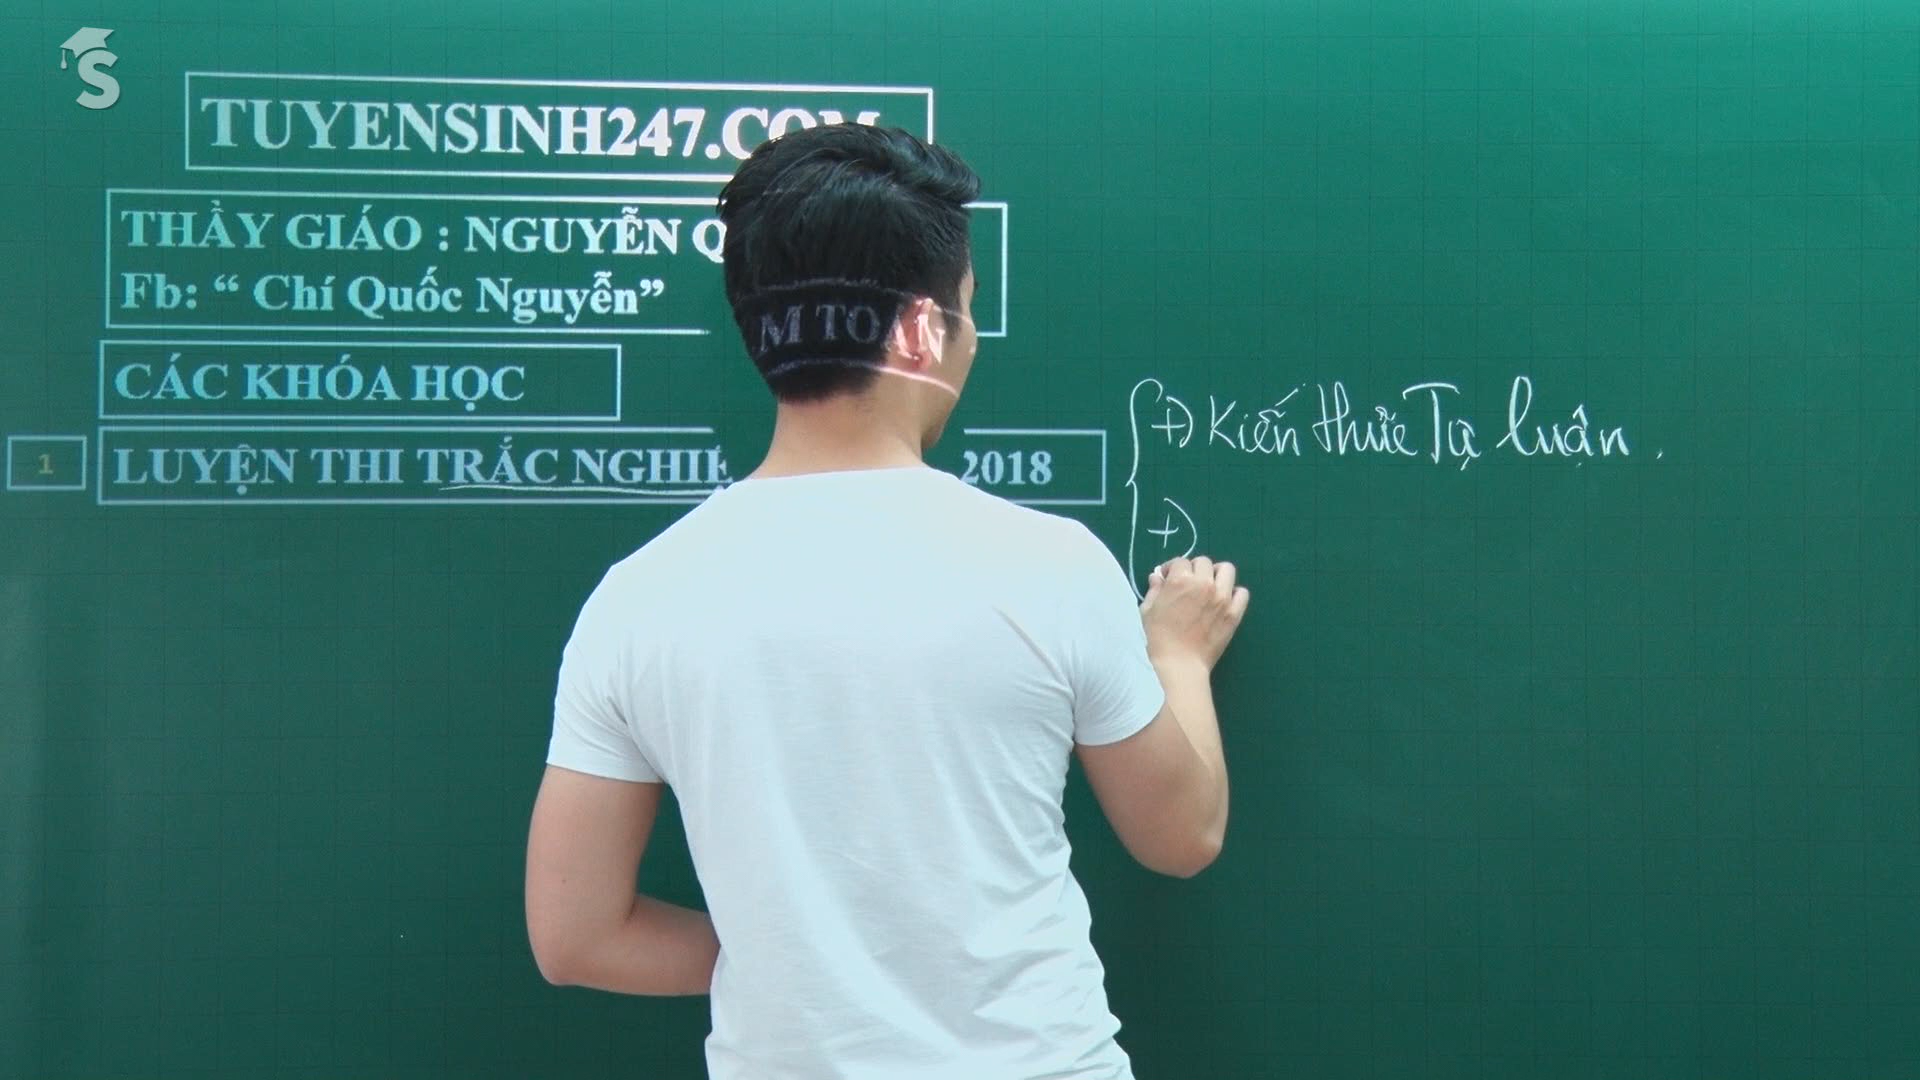 S
TUYENSINH247.COM
THẦY GIÁO : NGUYỄN Q
Fb: “ Chí Quốc Nguyễn”
M TOÁN
CÁC KHÓA HỌC
1
LUYỆN THI TRẮC NGHIỆ 2018
+) Kiến thức Tự luận .
+)